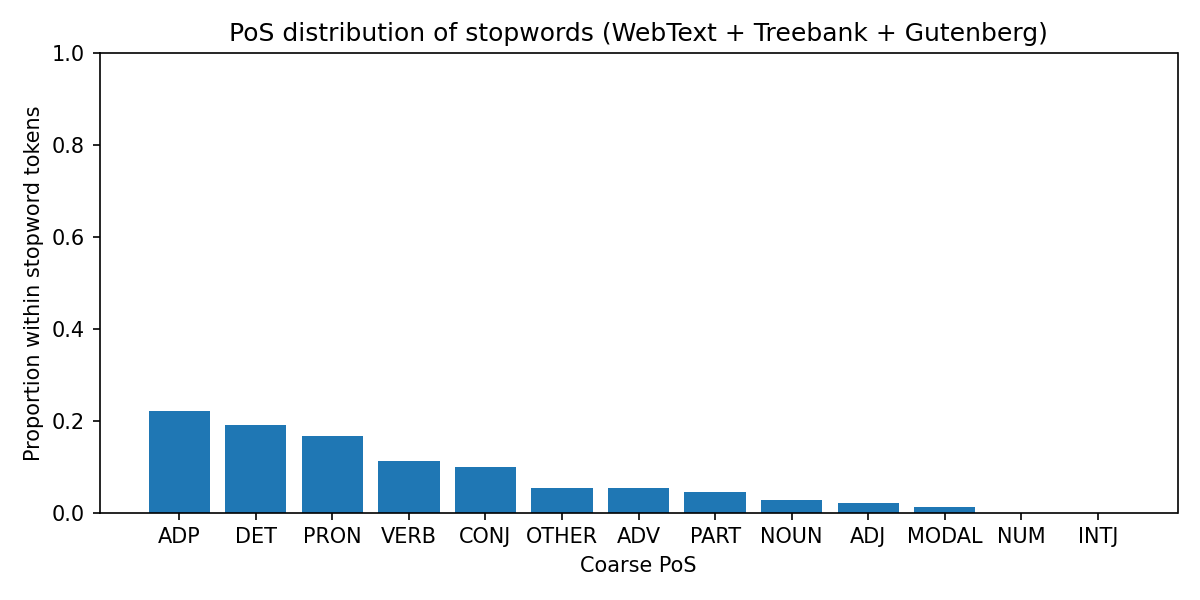 PoS distribution of stopwords (WebText + Treebank + Gutenberg)
Proportion within stopword tokens
1.0
0.8
0.6
0.4
0.2
0.0
ADP DET PRON VERB CONJ OTHER ADV PART NOUN ADJ MODAL NUM INTJ
Coarse PoS